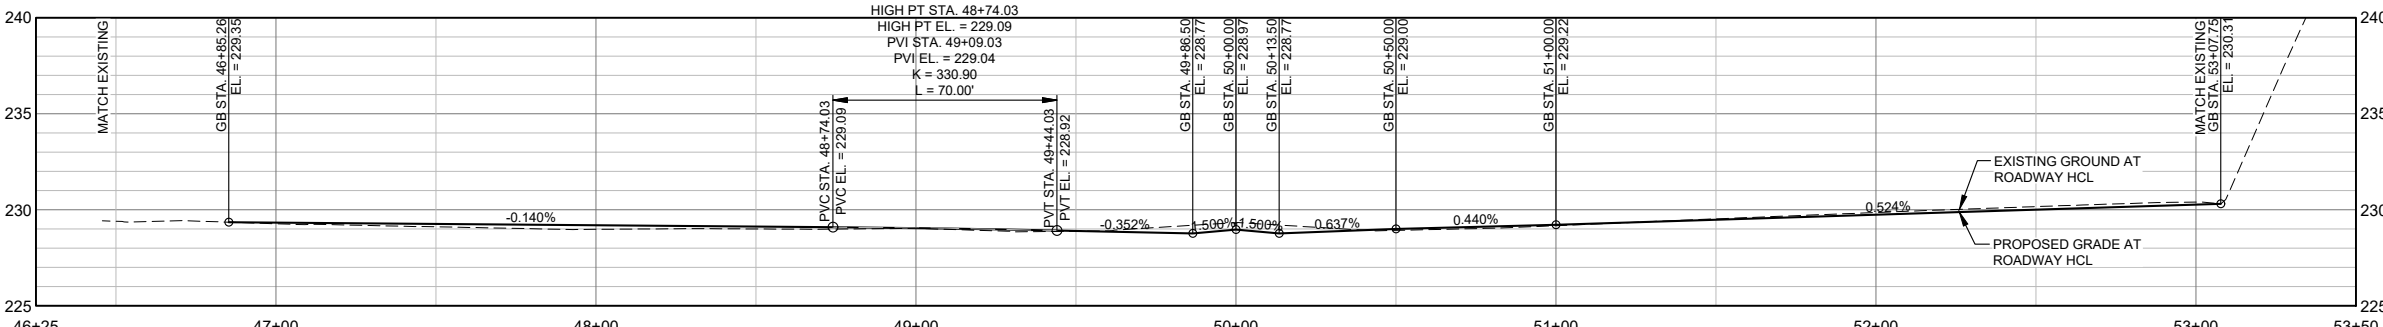 HIGH PT STA. 48+74.03
HIGH PT EL. = 229.09
PVI STA. 49+09.03
PVI EL. = 229.04
K = 330.90
L = 70.00'
240
235
230
225
MATCH EXISTING
GB STA. 46+85.26
EL. = 229.35
PVC STA. 48+74.03
PVC EL. = 229.09
PVT STA. 49+44.03
PVT EL. = 228.92
GB STA. 49+86.50
EL. = 228.77
GB STA. 50+00.00
EL. = 228.97
GB STA. 50+13.50
EL. = 228.77
GB STA. 50+50.00
EL. = 229.00
GB STA. 51+00.00
EL. = 229.22
MATCH EXISTING
GB STA. 53+07.75
EL. = 230.31
240
235
230
225
-0.140%
-0.352%
1.500%
-1.500%
0.637%
0.440%
0.524%
EXISTING GROUND AT
ROADWAY HCL
PROPOSED GRADE AT
ROADWAY HCL
46+25
47+00
48+00
49+00
50+00
51+00
52+00
53+00
53+50